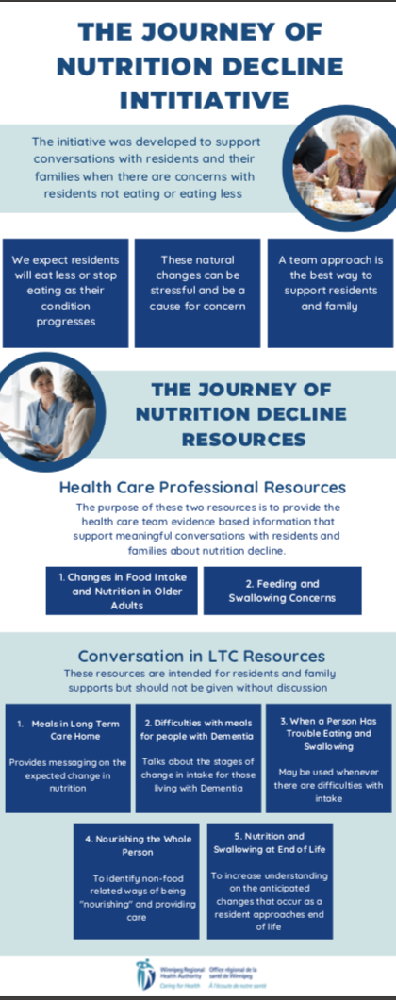 THE JOURNEY OF
NUTRITION DECLINE
INTITIATIVE
The initiative was developed to support
conversations with residents and their
families when there are concerns with
residents not eating or eating less
We expect residents
will eat less or stop
eating as their
condition
progresses
These natural
changes can be
stressful and be a
cause for concern
A team approach is
the best way to
support residents
and family
THE JOURNEY OF
NUTRITION DECLINE
RESOURCES
Health Care Professional Resources
The purpose of these two resources is to provide the
health care team evidence based information that
support meaningful conversations with residents and
families about nutrition decline.
1. Changes in Food Intake
and Nutrition in Older
Adults
2. Feeding and
Swallowing Concerns
Conversation in LTC Resources
These resources are intended for residents and family
supports but should not be given without discussion
1. Meals in Long Term
Care Home
Provides messaging on the
expected change in
nutrition
2. Difficulties with meals
for people with Dementia
Talks about the stages of
change in intake for those
living with Dementia
3. When a Person Has
Trouble Eating and
Swallowing
May be used whenever
there are difficulties with
intake
4. Nourishing the Whole
Person
To identify non-food
related ways of being
"nourishing" and providing
care
5. Nutrition and
Swallowing at End of Life
To increase understanding
on the anticipated
changes that occur as a
resident approaches end
of life
Winnipeg Regional
Health Authority
Caring for Health
Office régional de la
santé de Winnipeg
À l'écoute de notre santé